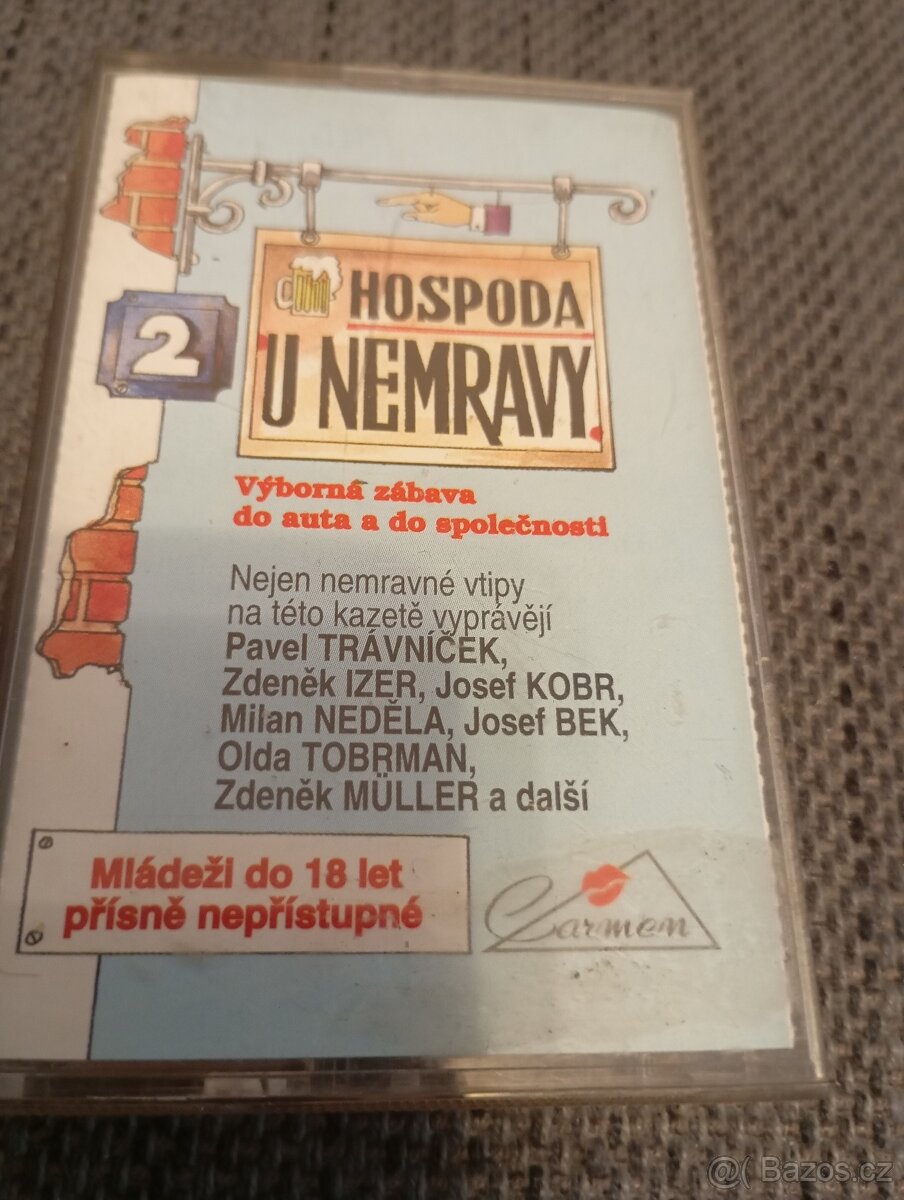 2
HOSPODA
U NEMRAVY
Výborná zábava
do auta a do společnosti
Nejen nemravné vtipy
na této kazetě vyprávějí
Pavel TRÁVNÍČEK,
Zdeněk IZER, Josef KOBR,
Milan NEDĚLA, Josef BEK,
Olda TOBRMAN,
Zdeněk MÜLLER a další
Mládeži do 18 let
přísně nepřístupné
Carmen
@( Bazos.cz